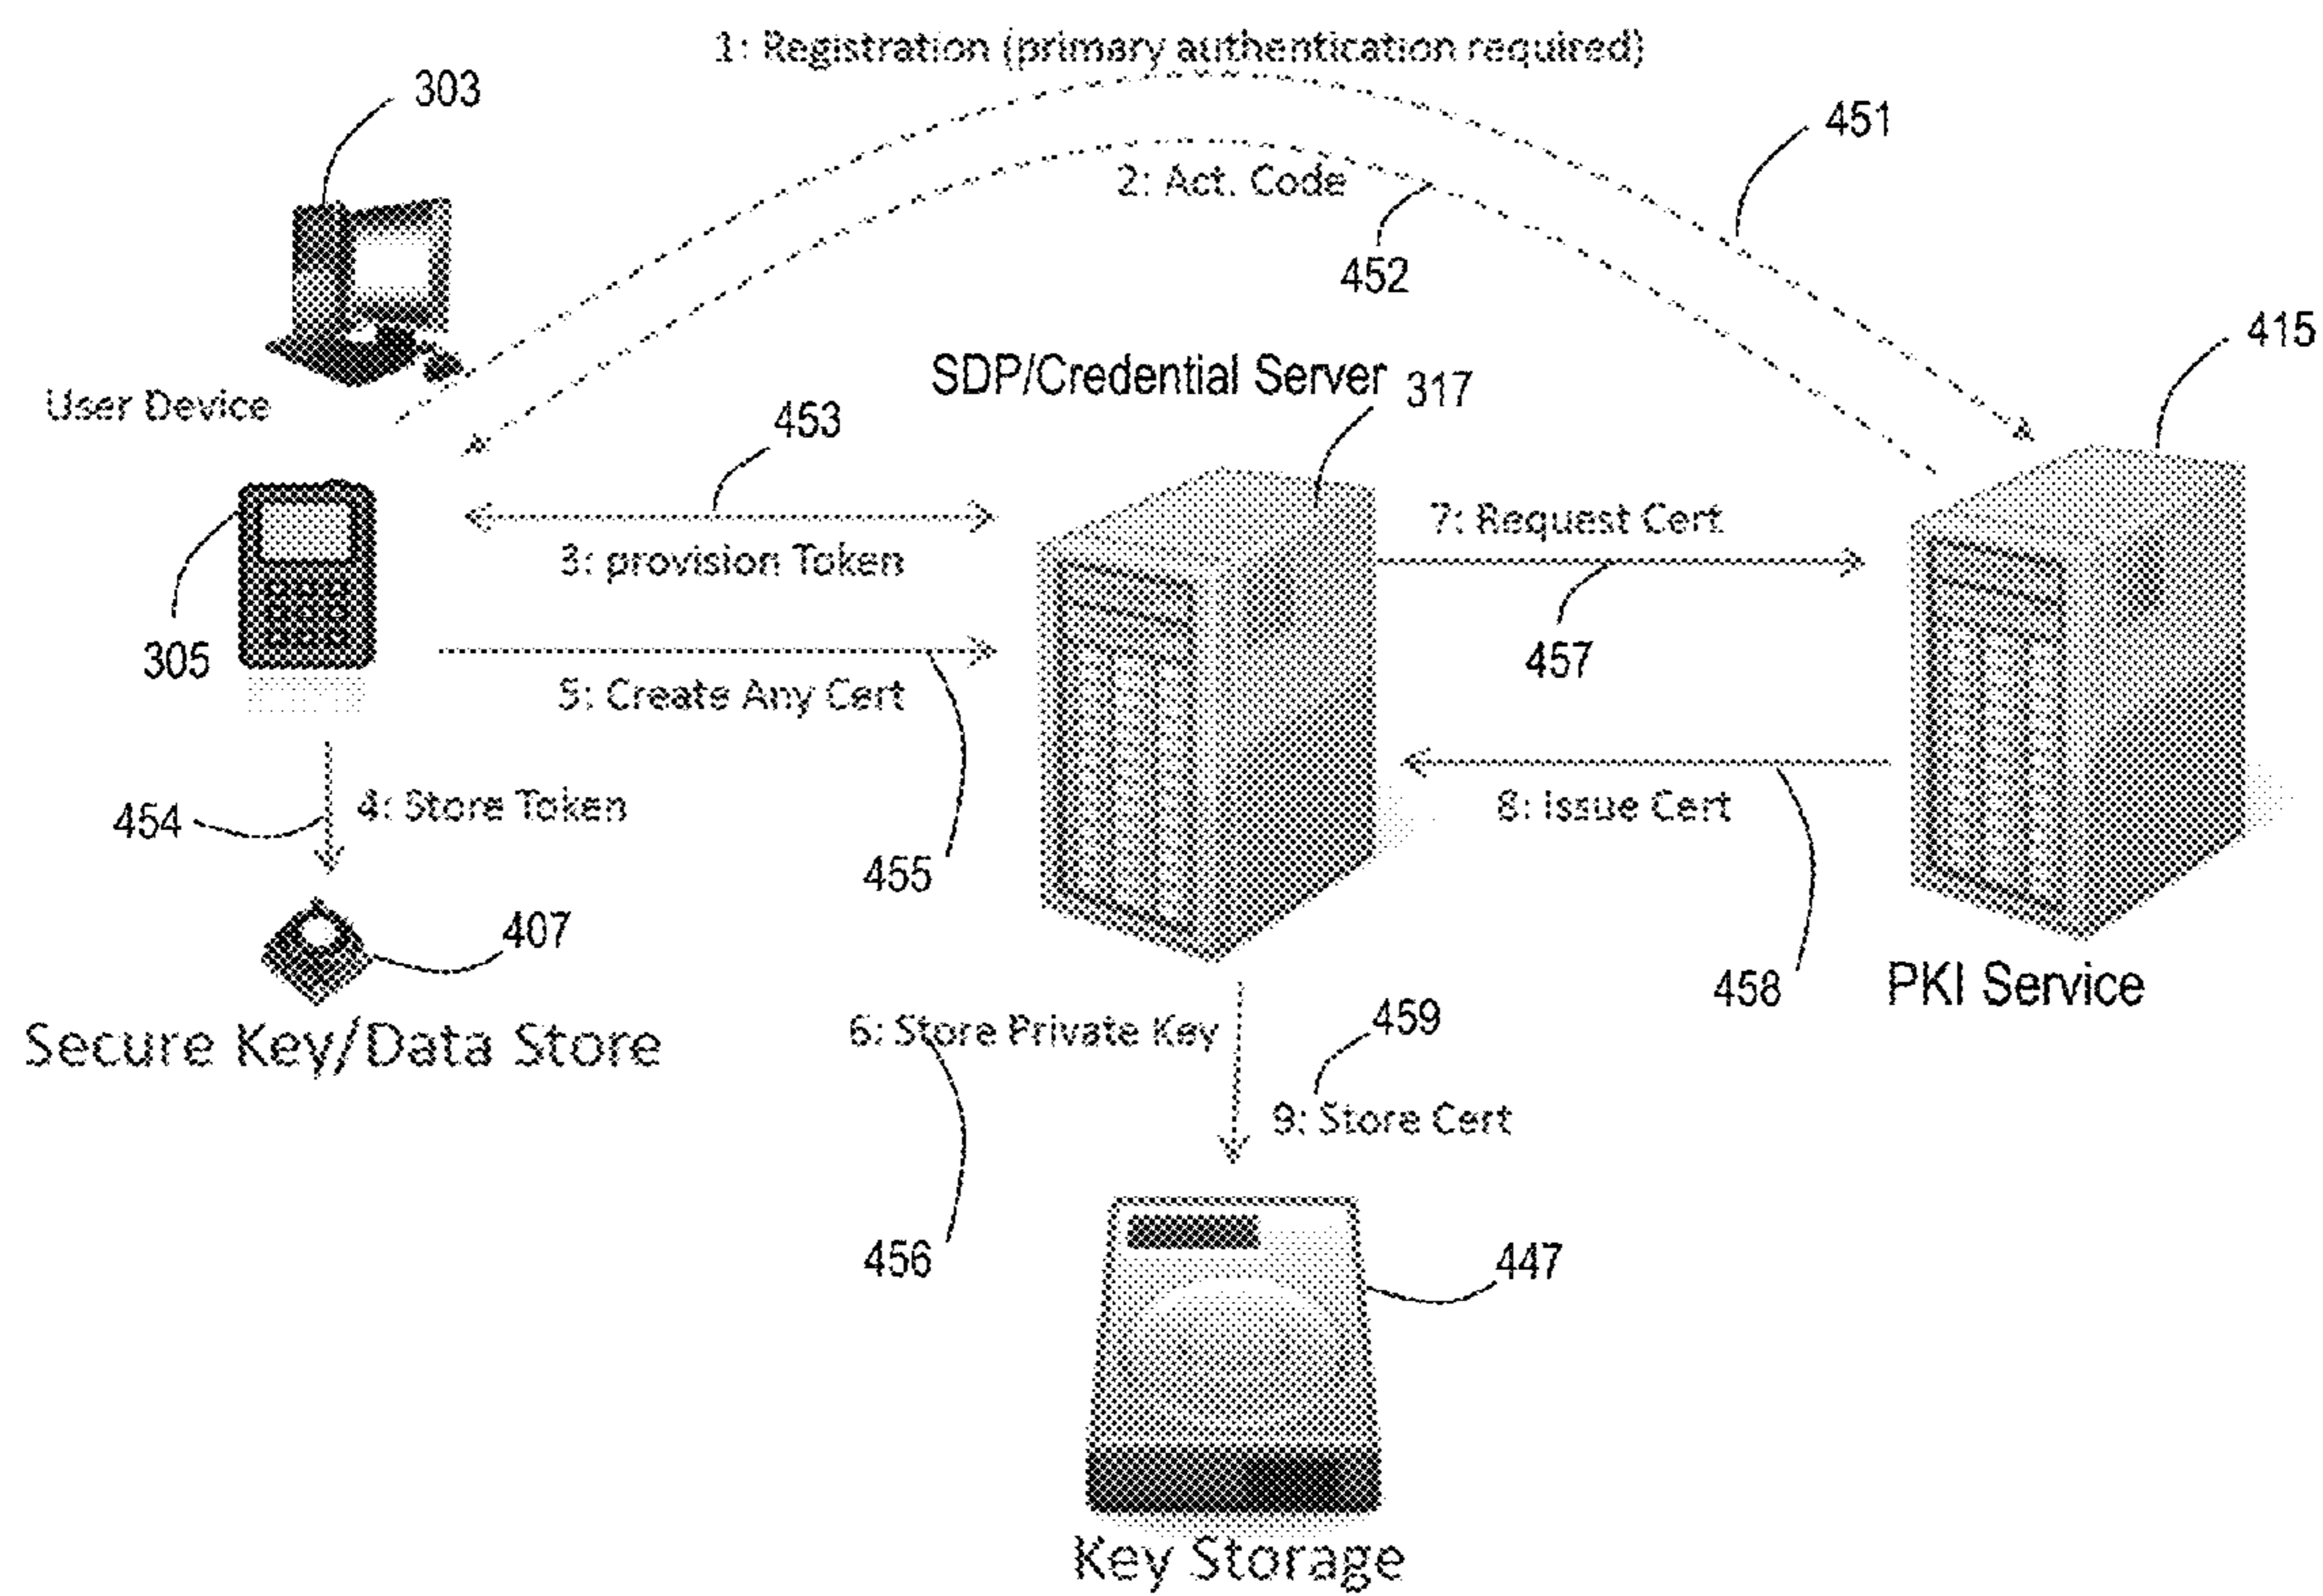 1: Registration (primary authentication required)
303
451
2: Act. Code
452
415
SDP/Credential Server 317
User Device
453
7: Request Cert
3: provision Token
305
457
5: Create Any Cert
4: Store Token
454
8: Issue Cert
455
407
458
PKI Service
Secure Key/Data Store
6: Store Private Key
459
9: Store Cert
456
447
Key Storage